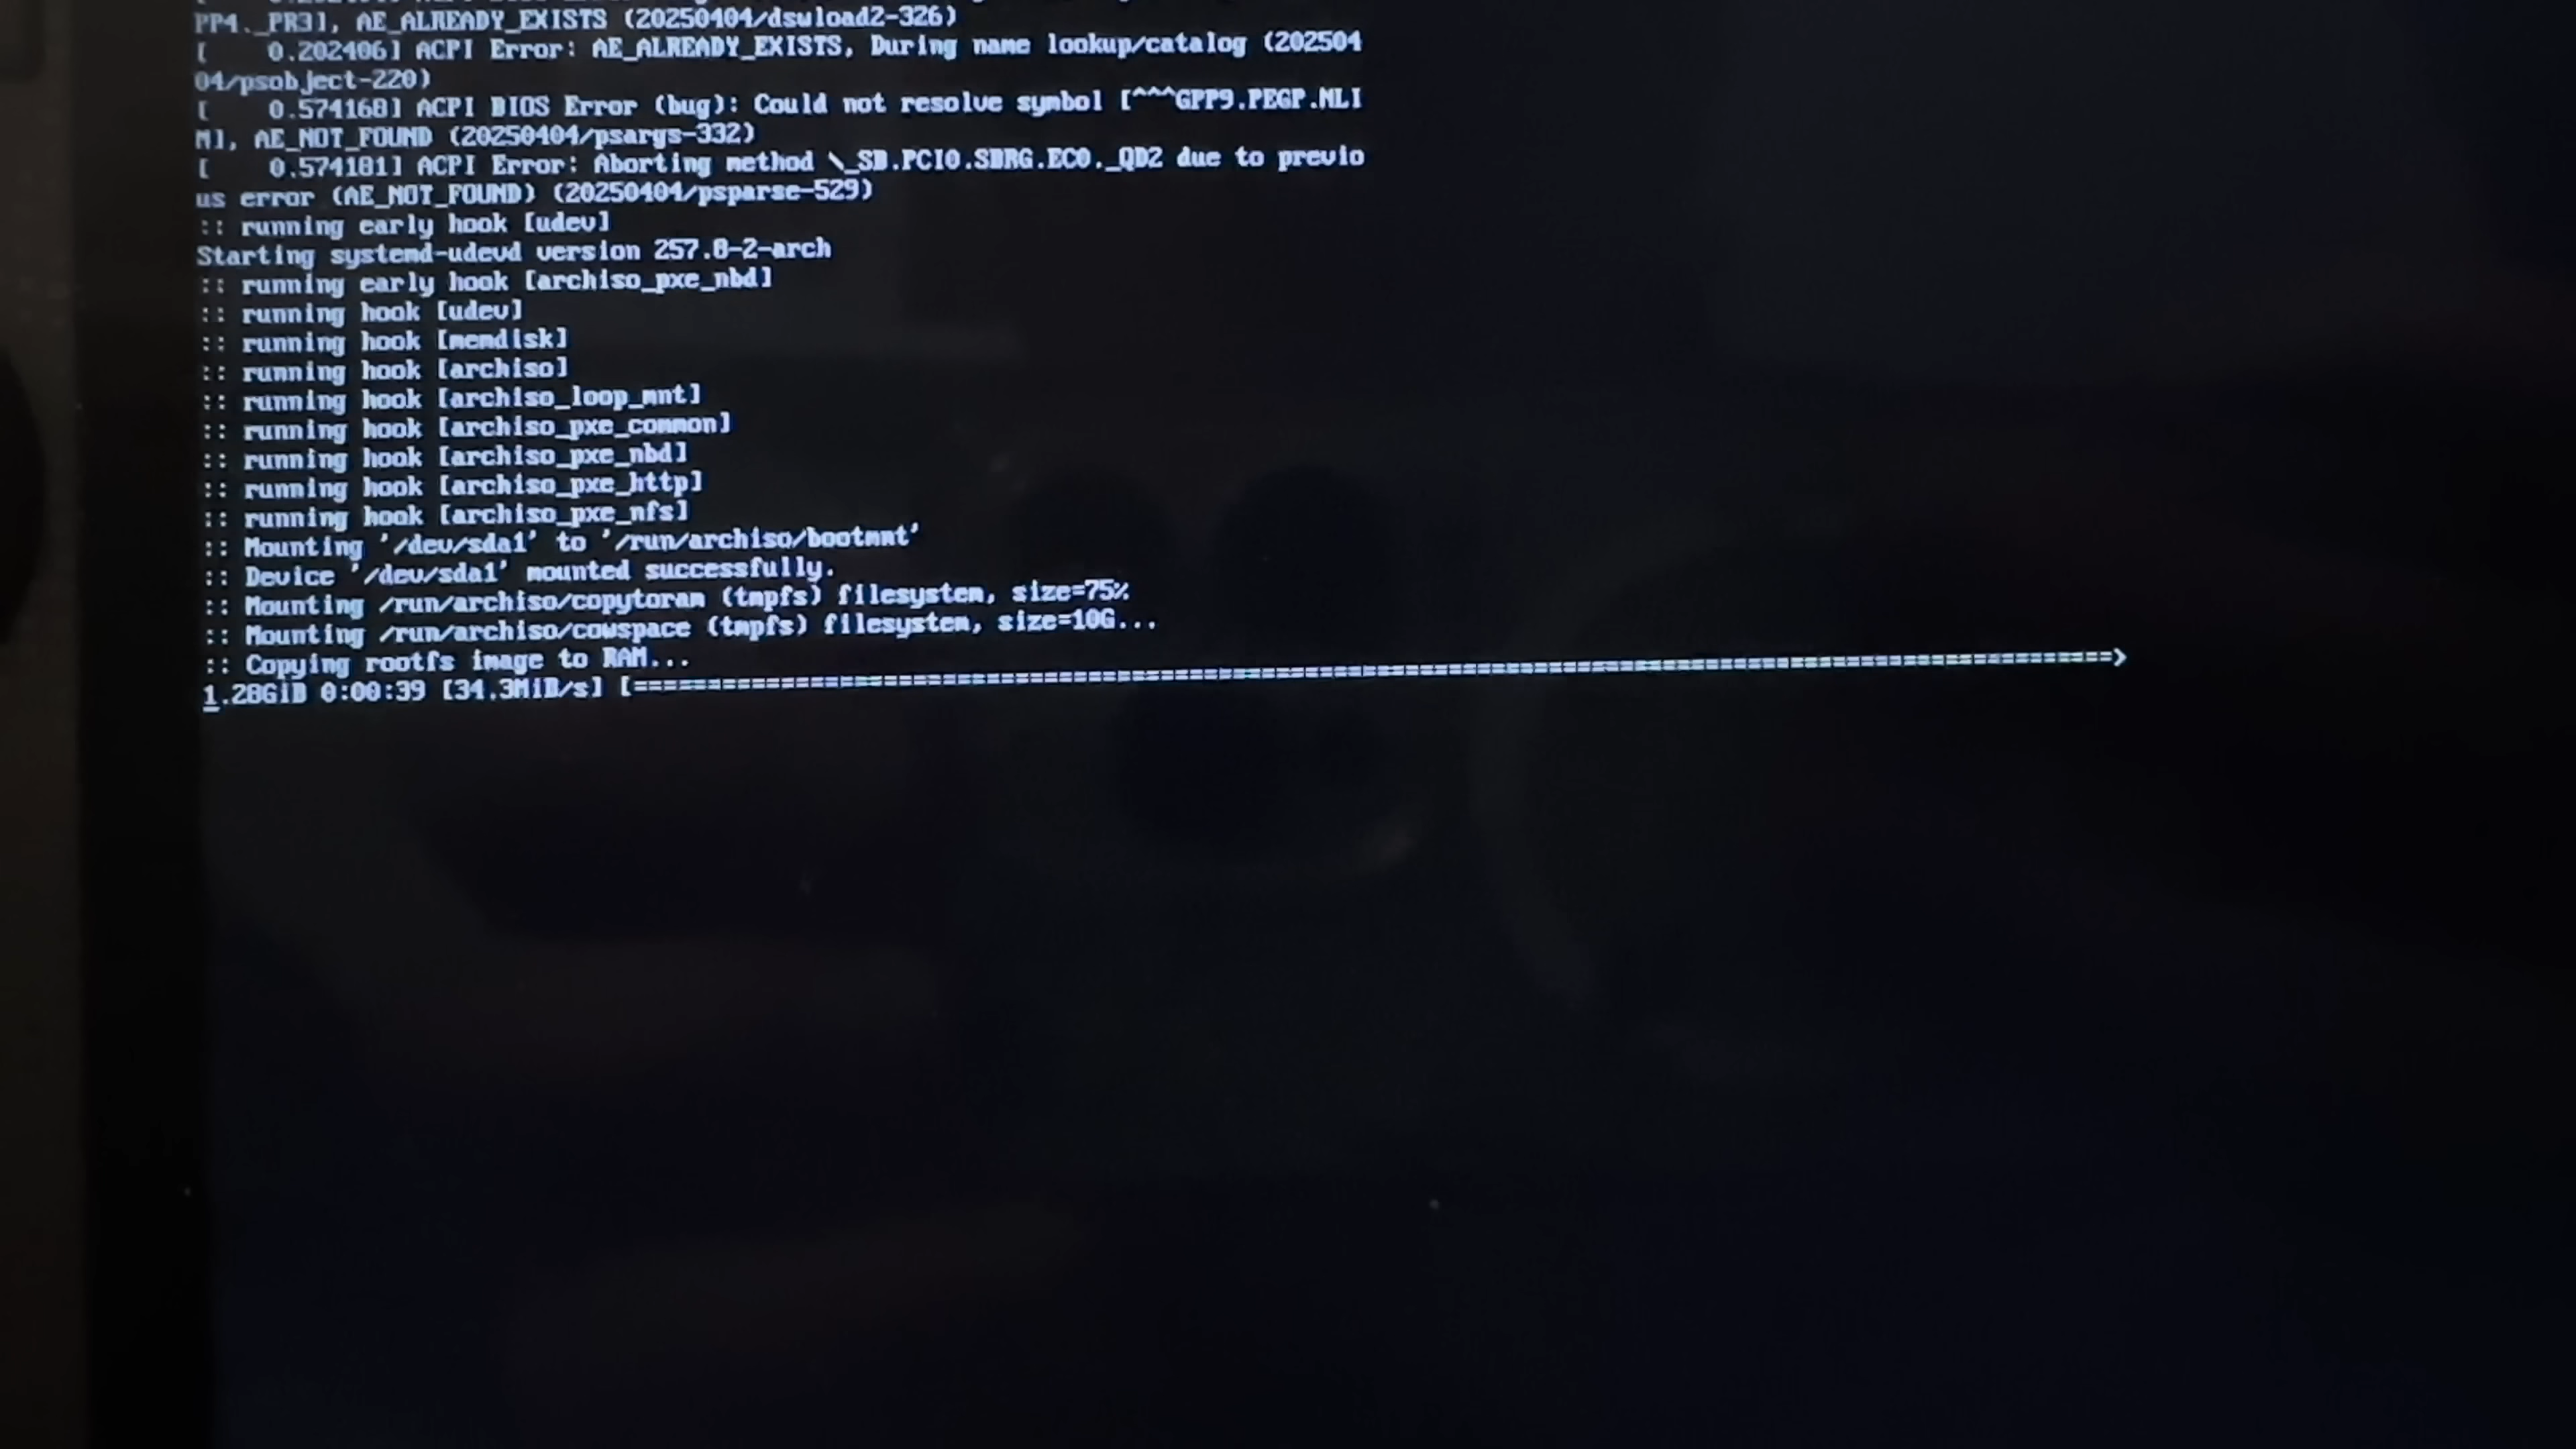 PP4._PR3], AE_ALREADY_EXISTS (20250404/dswload2-326)
[    0.202406] ACPI Error: AE_ALREADY_EXISTS, During name lookup/catalog (202504
04/psobject-220)
[    0.574168] ACPI BIOS Error (bug): Could not resolve symbol [^^^GPP9.PEGP.NLI
M], AE_NOT_FOUND (20250404/psargs-332)
[    0.574181] ACPI Error: Aborting method \_SB.PCI0.SBRG.EC0._QD2 due to previo
us error (AE_NOT_FOUND) (20250404/psparse-529)
:: running early hook [udev]
Starting systemd-udevd version 257.8-2-arch
:: running early hook [archiso_pxe_nbd]
:: running hook [udev]
:: running hook [memdisk]
:: running hook [archiso]
:: running hook [archiso_loop_mnt]
:: running hook [archiso_pxe_common]
:: running hook [archiso_pxe_nbd]
:: running hook [archiso_pxe_http]
:: running hook [archiso_pxe_nfs]
:: Mounting '/dev/sda1' to '/run/archiso/bootmnt'
:: Device '/dev/sda1' mounted successfully.
:: Mounting /run/archiso/copytoram (tmpfs) filesystem, size=75%
:: Mounting /run/archiso/cowspace (tmpfs) filesystem, size=10G...
:: Copying rootfs image to RAM...
1.28GiB 0:00:39 [34.3MiB/s] [=====================================================================================================>